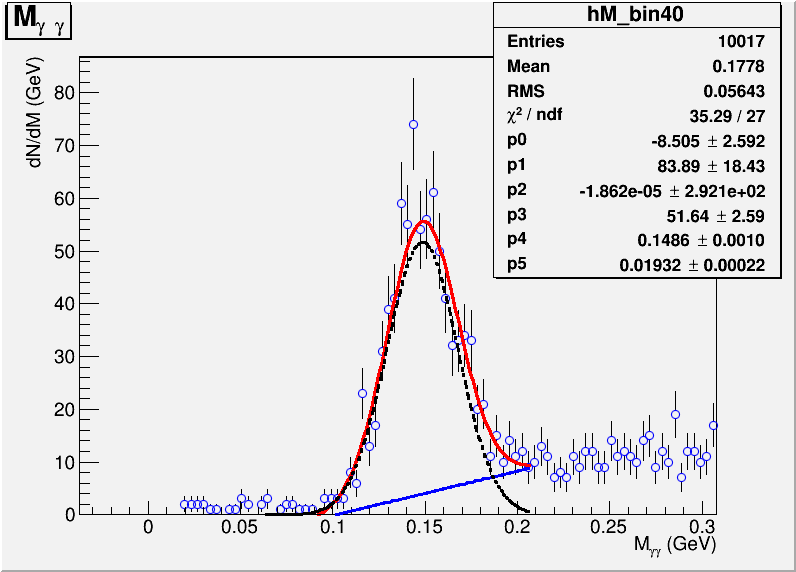 Mγ γ
hM_bin40
Entries 10017
Mean 0.1778
RMS 0.05643
χ² / ndf 35.29 / 27
p0 -8.505 ± 2.592
p1 83.89 ± 18.43
p2 -1.862e-05 ± 2.921e+02
p3 51.64 ± 2.59
p4 0.1486 ± 0.0010
p5 0.01932 ± 0.00022
dN/dM (GeV)
80
70
60
50
40
30
20
10
0
0 0.05 0.1 0.15 0.2 0.25 0.3
Mγγ (GeV)